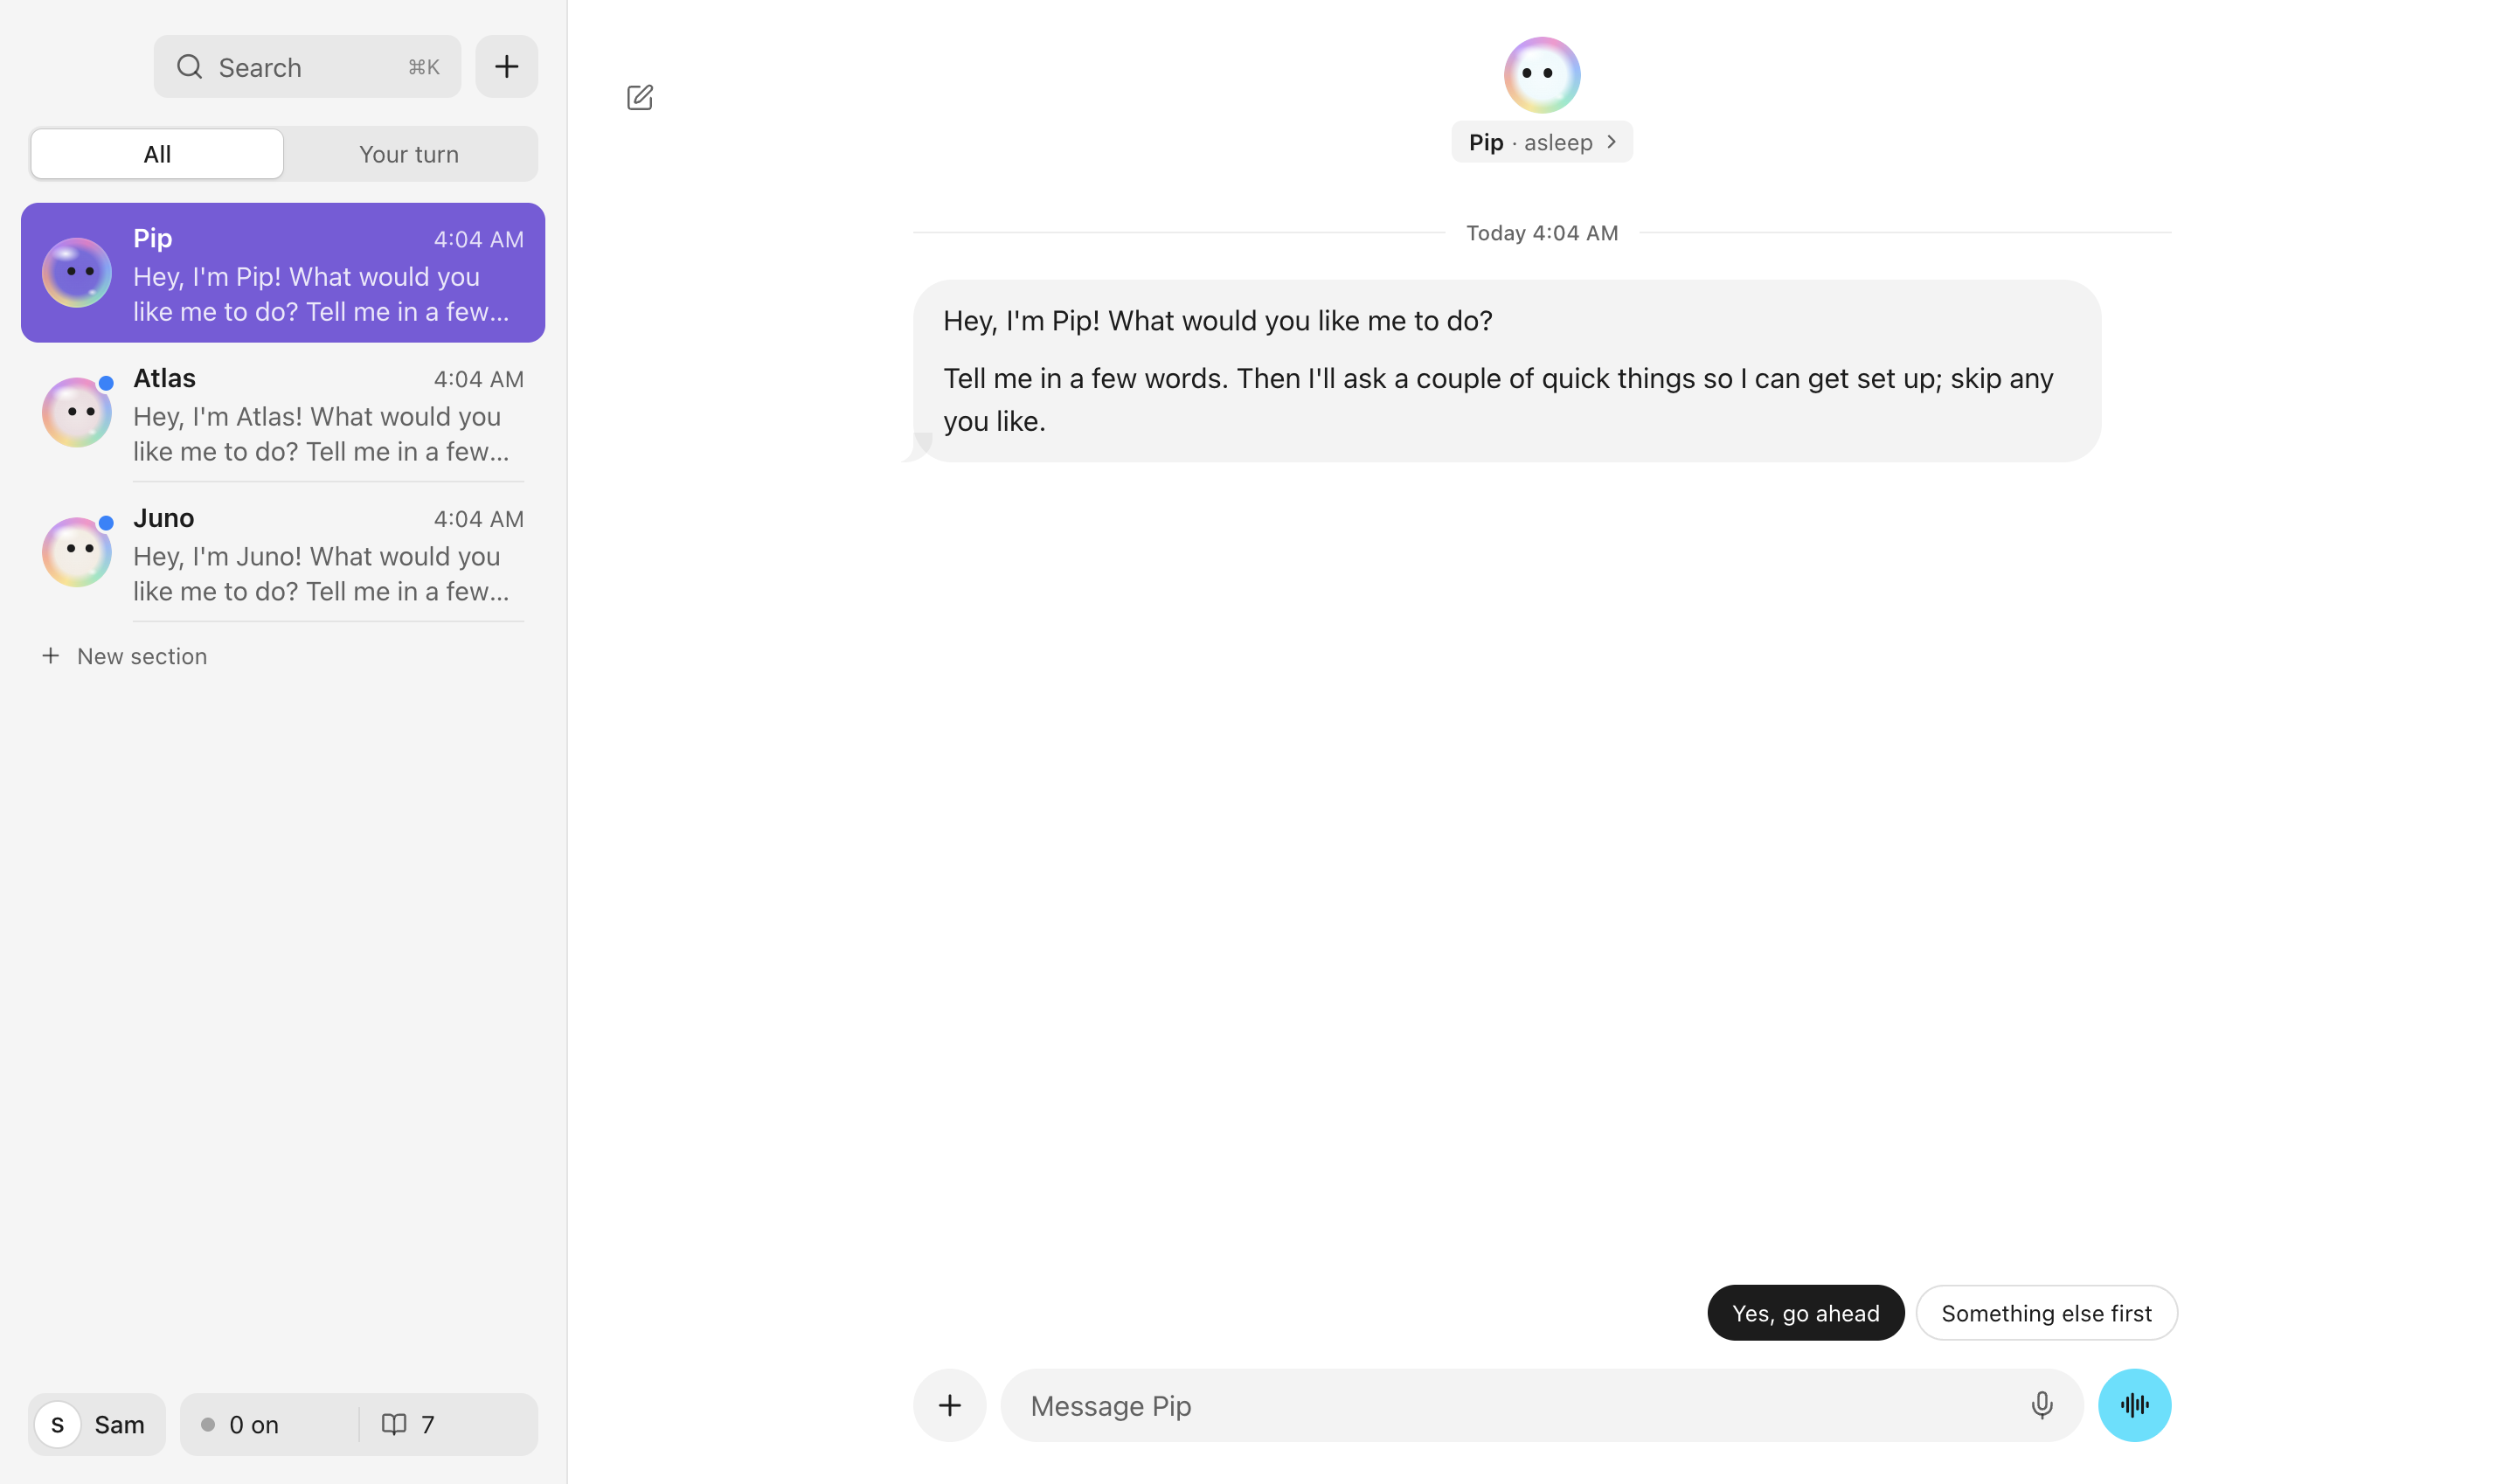 Search ⌘K
All
Your turn
Pip 4:04 AM
Hey, I'm Pip! What would you
like me to do? Tell me in a few...
Atlas 4:04 AM
Hey, I'm Atlas! What would you
like me to do? Tell me in a few...
Juno 4:04 AM
Hey, I'm Juno! What would you
like me to do? Tell me in a few...
New section
S Sam
0 on
7
Pip · asleep
Today 4:04 AM
Hey, I'm Pip! What would you like me to do?
Tell me in a few words. Then I'll ask a couple of quick things so I can get set up; skip any
you like.
Yes, go ahead
Something else first
Message Pip